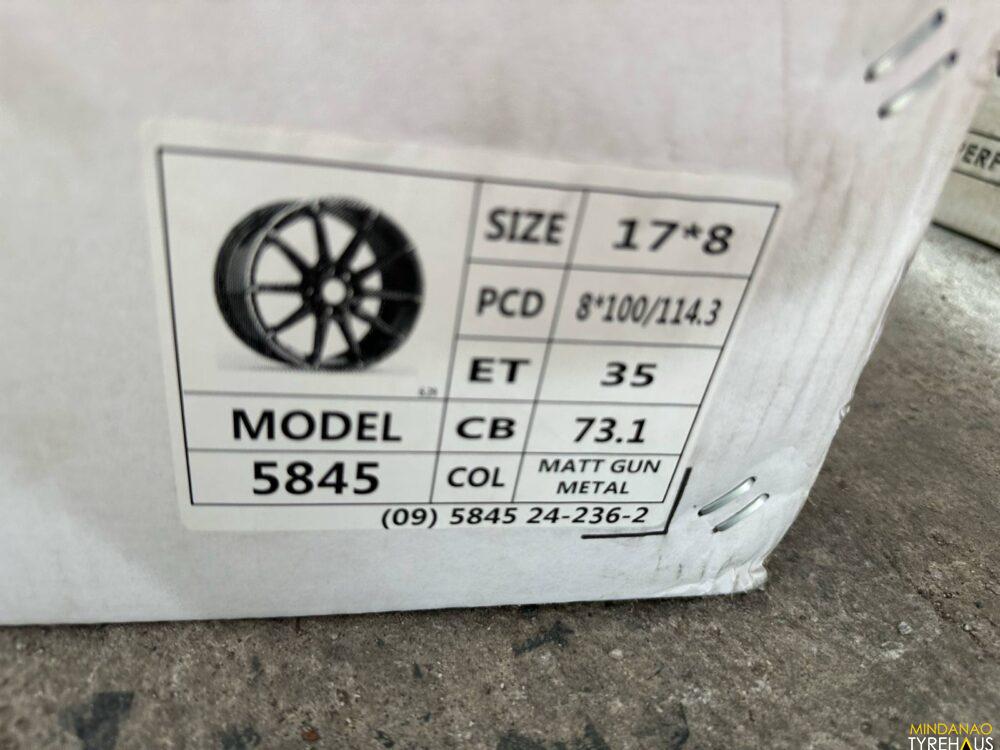 SIZE 17*8
PCD 8*100/114.3
ET 35
MODEL CB 73.1
5845 COL MATT GUN
METAL
(09) 5845 24-236-2
MINDANAO
TYREHAUS